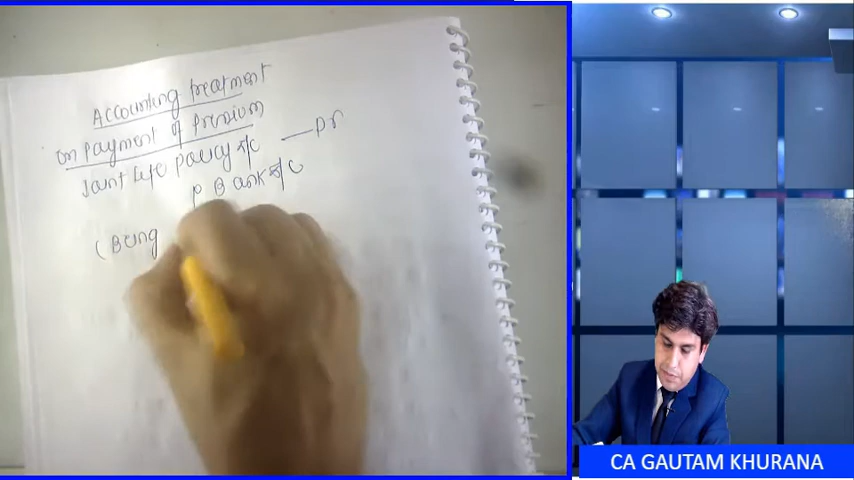 Accounting treatment
on payment of Premium
Joint Life Policy A/c — Dr
To Bank A/c
(Being
CA GAUTAM KHURANA